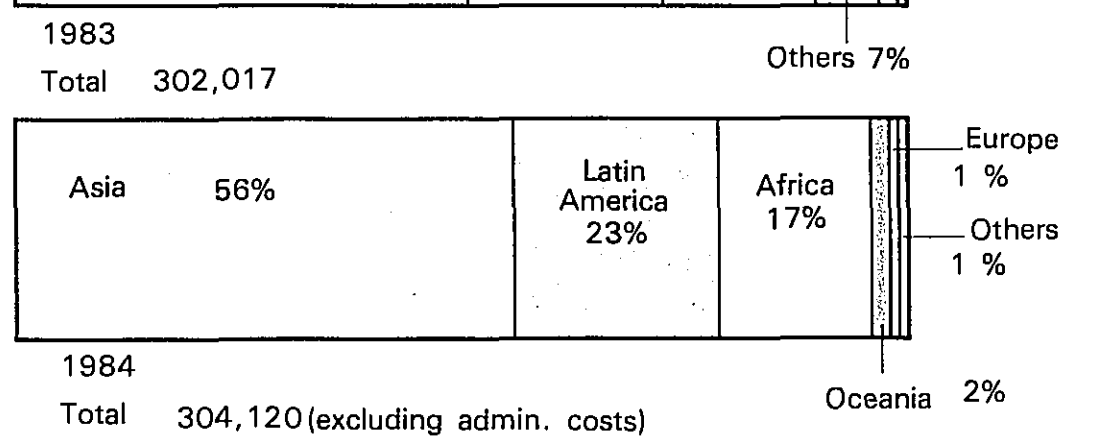 1983
Others 7%
Total 302,017
Asia 56%
Latin
America
23%
Africa
17%
Europe
1 %
Others
1 %
1984
Oceania 2%
Total 304,120 (excluding admin. costs)